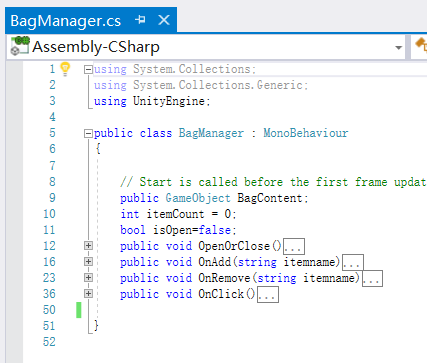 BagManager.cs
Assembly-CSharp
1 using System.Collections;
2 using System.Collections.Generic;
3 using UnityEngine;
4
5 public class BagManager : MonoBehaviour
6 {
7
8 // Start is called before the first frame updat
9 public GameObject BagContent;
10 int itemCount = 0;
11 bool isOpen=false;
12 public void OpenOrClose()...
16 public void OnAdd(string itemname)...
23 public void OnRemove(string itemname)...
36 public void OnClick()...
50
51 }
52